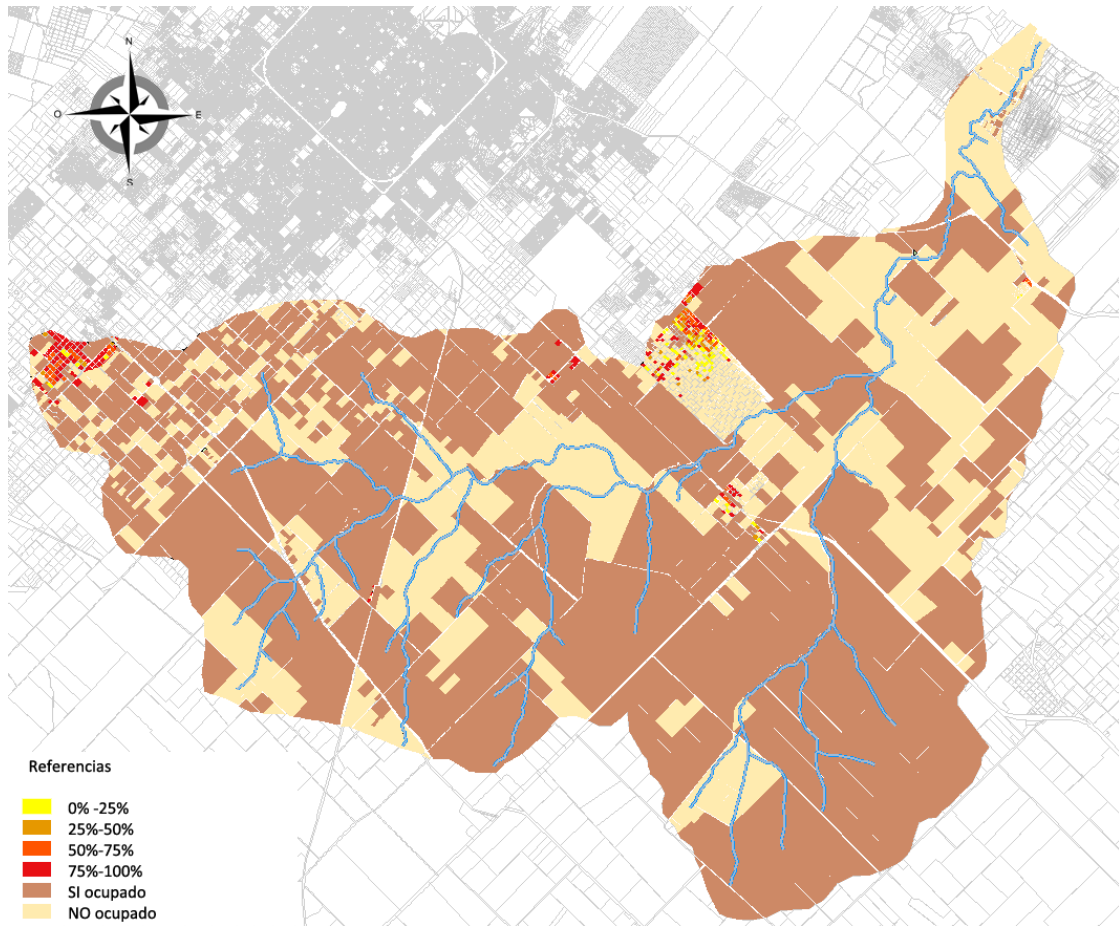 N
O
E
S
Referencias
0% -25%
25%-50%
50%-75%
75%-100%
SI ocupado
NO ocupado